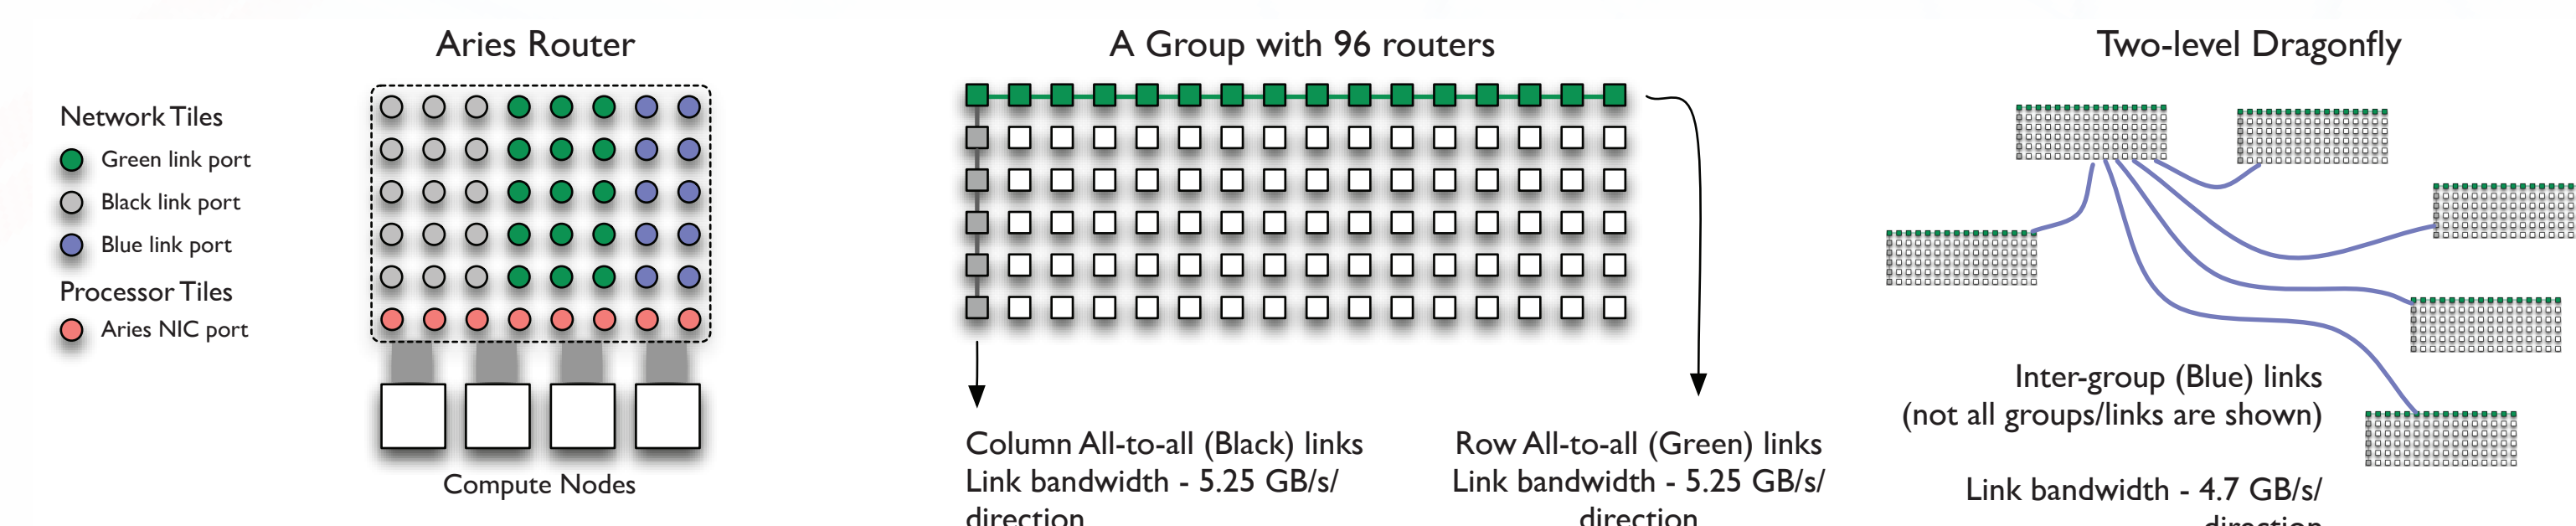 Aries Router
Network Tiles
Green link port
Black link port
Blue link port
Processor Tiles
Aries NIC port
Compute Nodes
A Group with 96 routers
Column All-to-all (Black) links
Link bandwidth - 5.25 GB/s/
direction
Row All-to-all (Green) links
Link bandwidth - 5.25 GB/s/
direction
Two-level Dragonfly
Inter-group (Blue) links
(not all groups/links are shown)
Link bandwidth - 4.7 GB/s/
direction